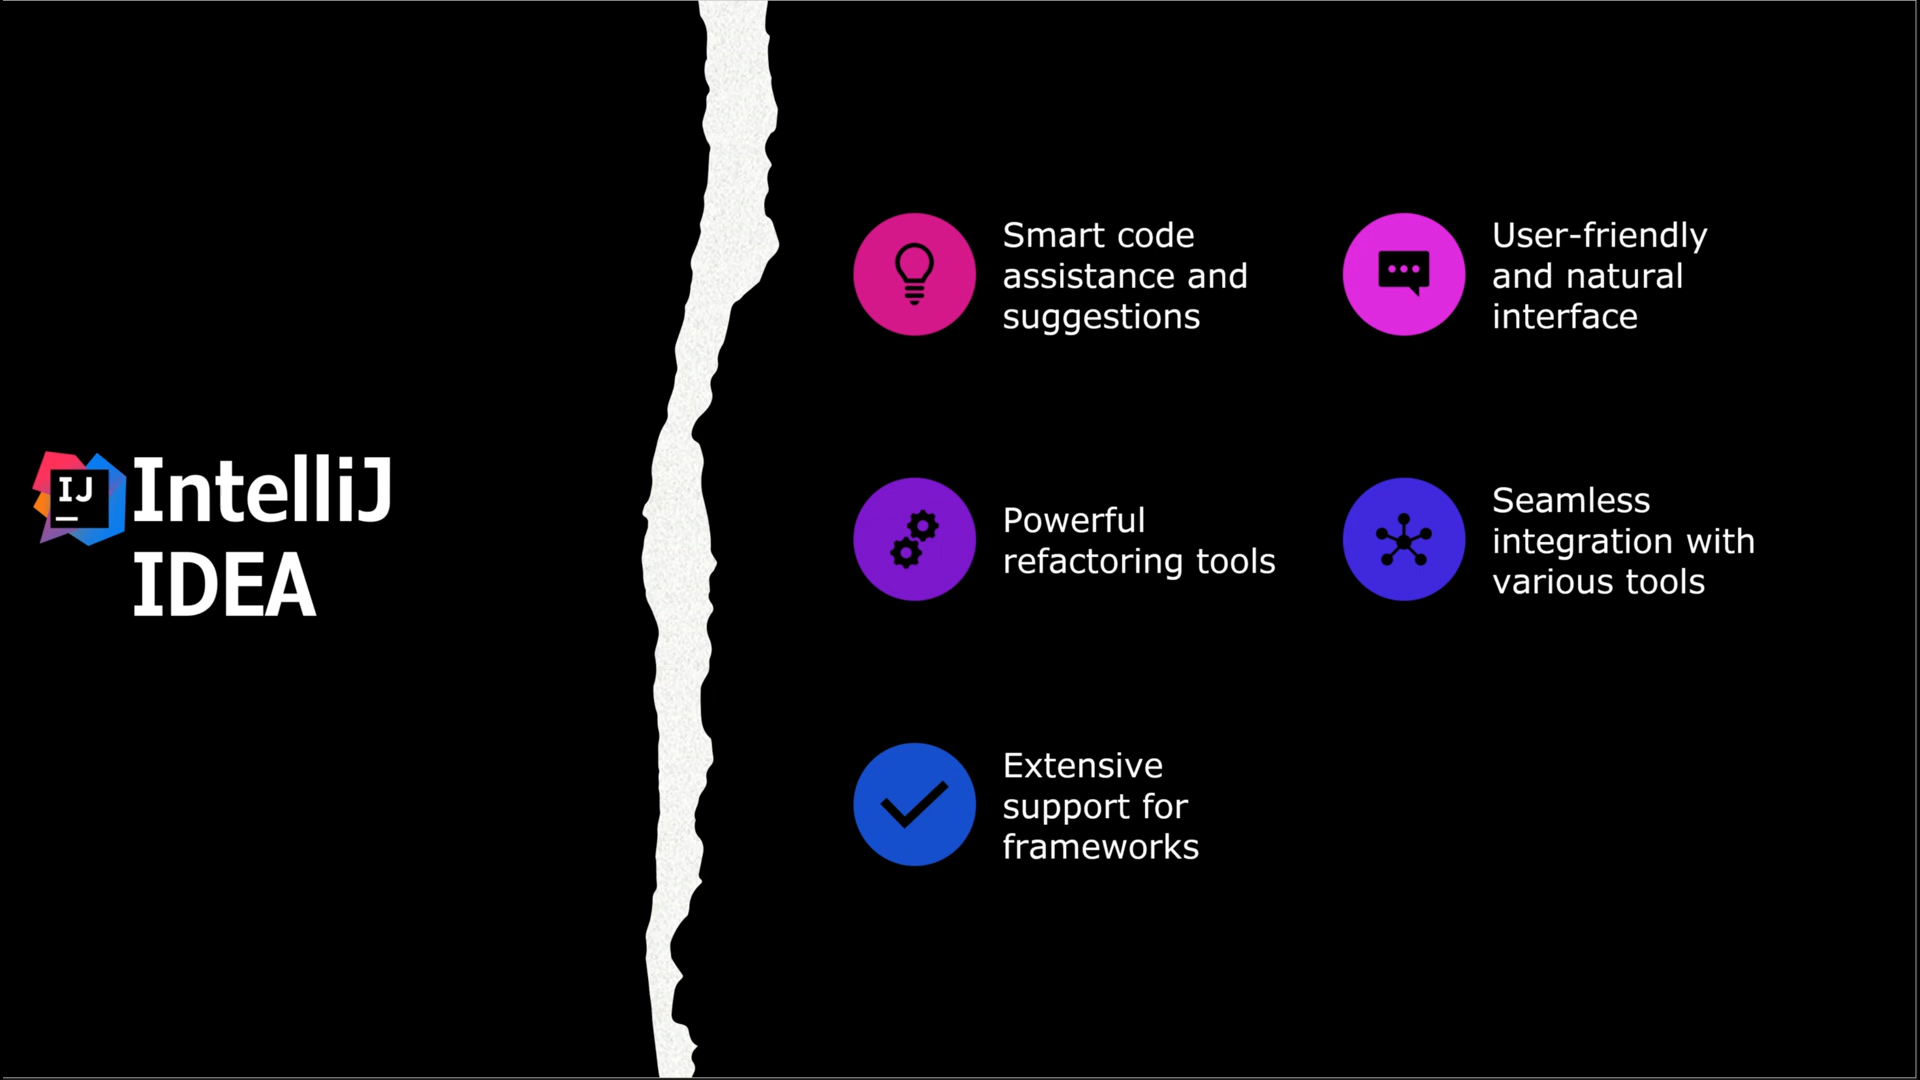 IJ
IntelliJ
IDEA
Smart code
assistance and
suggestions
User-friendly
and natural
interface
Powerful
refactoring tools
Seamless
integration with
various tools
Extensive
support for
frameworks